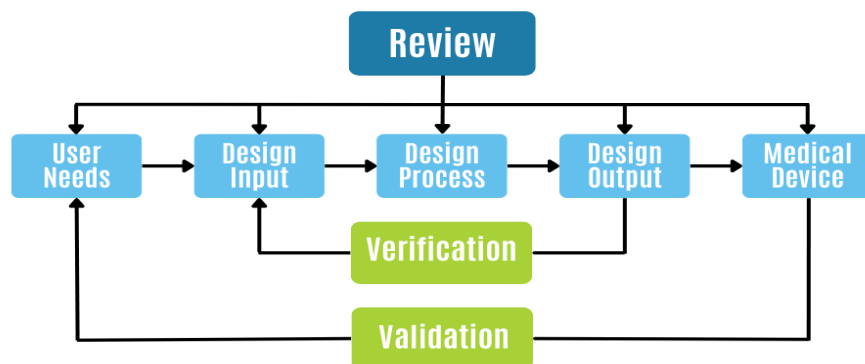 Review
User
Needs
Design
Input
Design
Process
Design
Output
Medical
Device
Verification
Validation